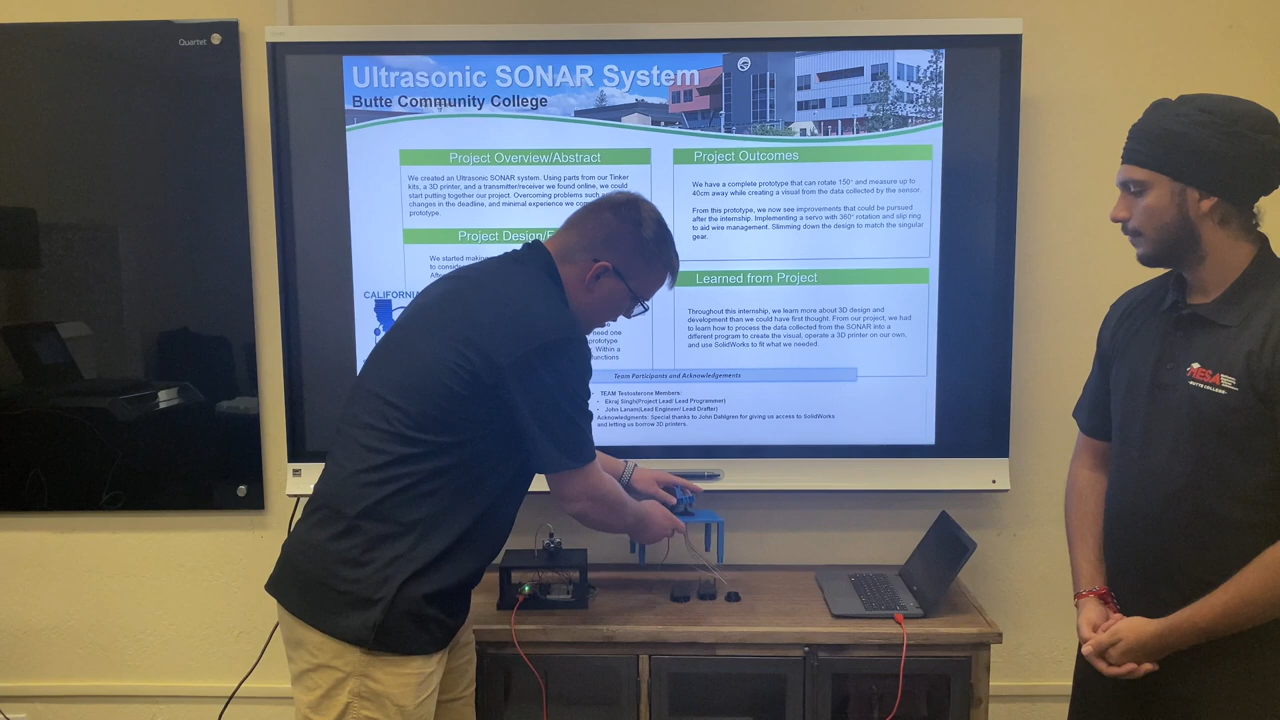 Quartet
Ultrasonic SONAR System
Butte Community College
Project Overview/Abstract
We created an Ultrasonic SONAR system. Using parts from our Tinker
kits, a 3D printer, and a transmitter/receiver we found online, we could
start putting together our project. Overcoming problems such
changes in the deadline, and minimal experience we
prototype.
Project Design/
We started making
to
CALIFORNIA
need one
prototype
Within a
functions
Project Outcomes
We have a complete prototype that can rotate 150° and measure up to
40cm away while creating a visual from the data collected by the sensor.
From this prototype, we now see improvements that could be pursued
after the internship. Implementing a servo with 360° rotation and slip ring
to aid wire management. Slimming down the design to match the singular
gear.
Learned from Project
Throughout this internship, we learn more about 3D design and
development than we could have first thought. From our project, we had
to learn how to process the data collected from the SONAR into a
different program to create the visual, operate a 3D printer on our own,
and use SolidWorks to fit what we needed.
Team Participants and Acknowledgements
• TEAM Testosterone Members:
• Ekraj Singh(Project Lead/ Lead Programmer)
• John Lanam(Lead Engineer/ Lead Drafter)
Acknowledgments: Special thanks to John Dahlgren for giving us access to SolidWorks
and letting us borrow 3D printers.
MESA
-BUTTE COLLEGE-